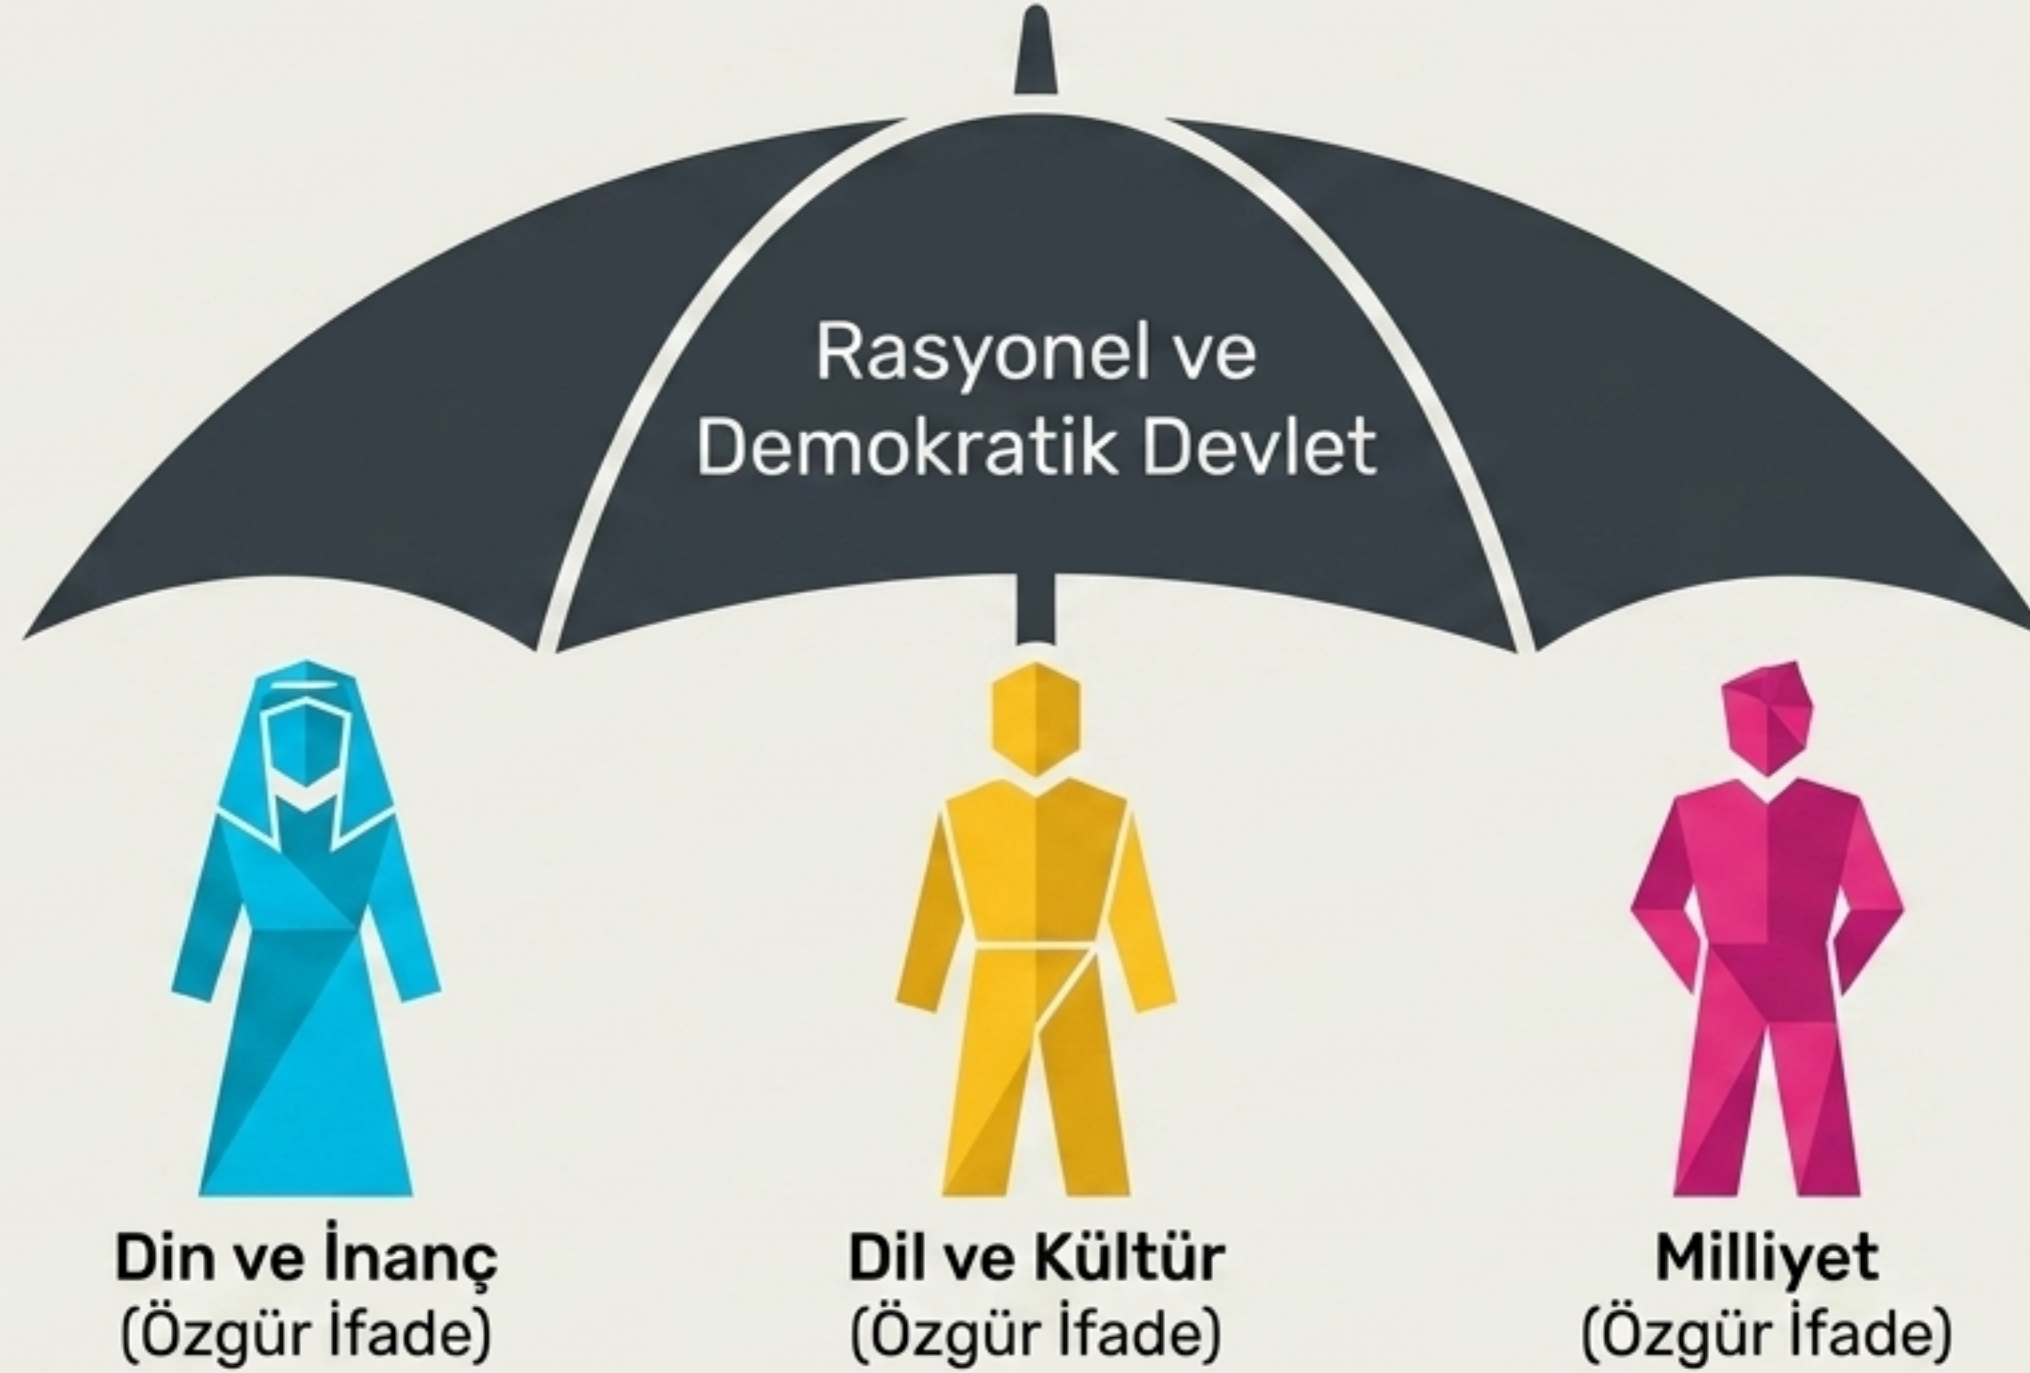 Rasyonel ve
Demokratik Devlet
Din ve İnanç
(Özgür İfade)
Dil ve Kültür
(Özgür İfade)
Milliyet
(Özgür İfade)